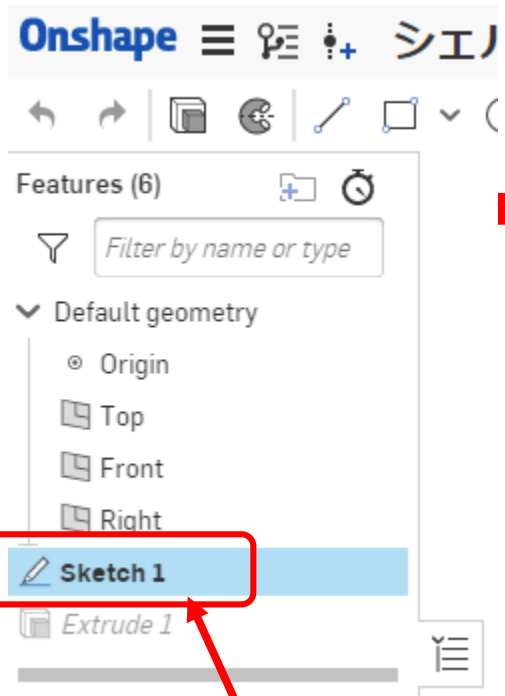 Onshape シェル
Features (6)
Filter by name or type
Default geometry
Origin
Top
Front
Right
Sketch 1
Extrude 1